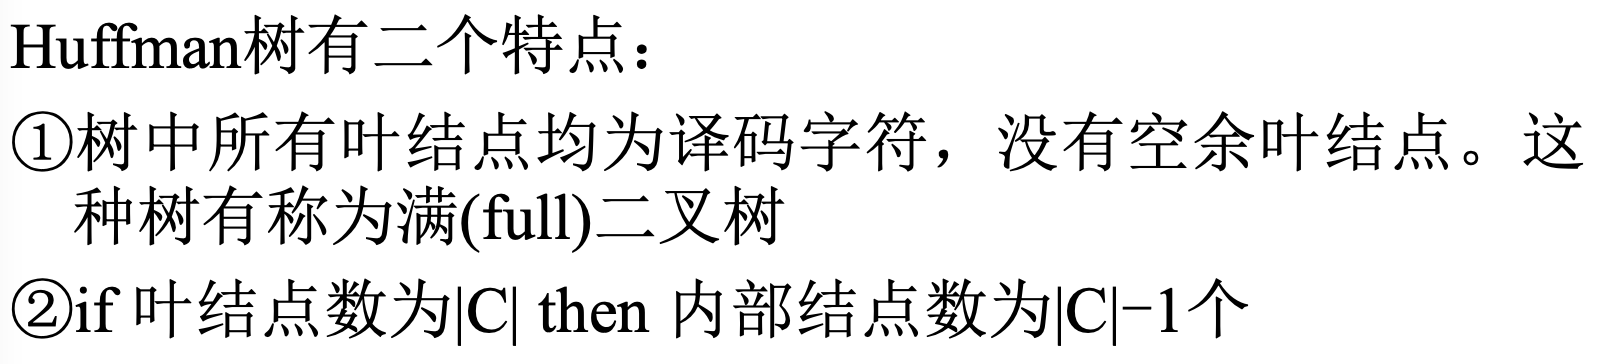 Huffman树有二个特点：
①树中所有叶结点均为译码字符，没有空余叶结点。这
种树有称为满(full)二叉树
②if 叶结点数为|C| then 内部结点数为|C|−1个